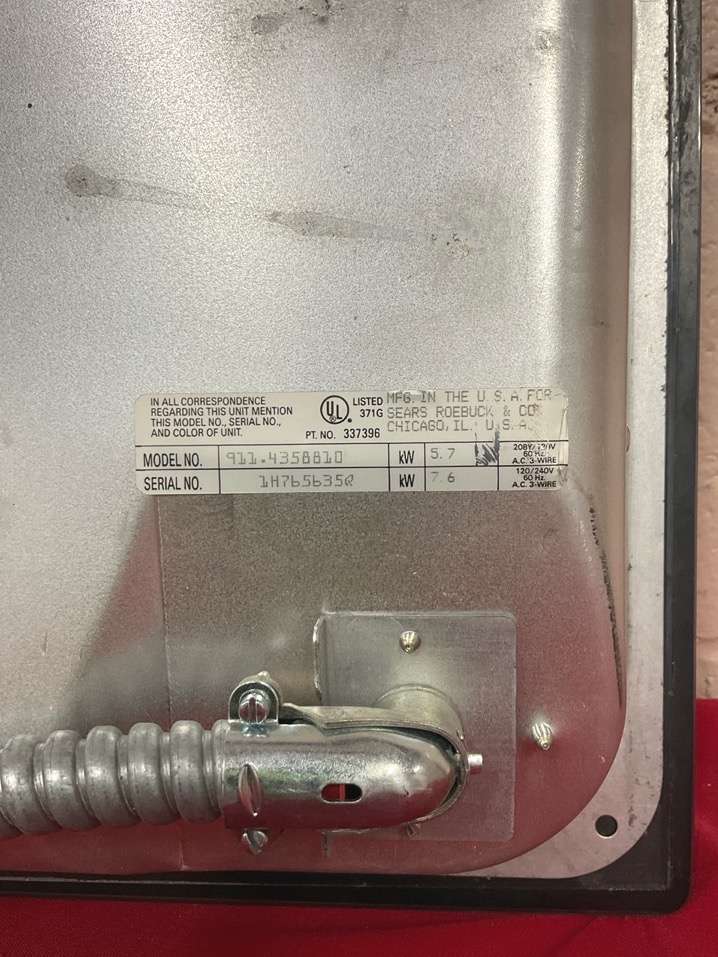 IN ALL CORRESPONDENCE
REGARDING THIS UNIT MENTION
THIS MODEL NO., SERIAL NO.,
AND COLOR OF UNIT.
UL
LISTED
371G
PT. NO. 337396
MFG. IN THE U.S.A. FOR
SEARS ROEBUCK & CO
CHICAGO, IL. U.S.A.
MODEL NO. 911.4358810 kW 5.7
60 Hz.
A.C. 3-WIRE
SERIAL NO. 1H765635Q kW 7.6 120/240V
60 Hz.
A.C. 3-WIRE